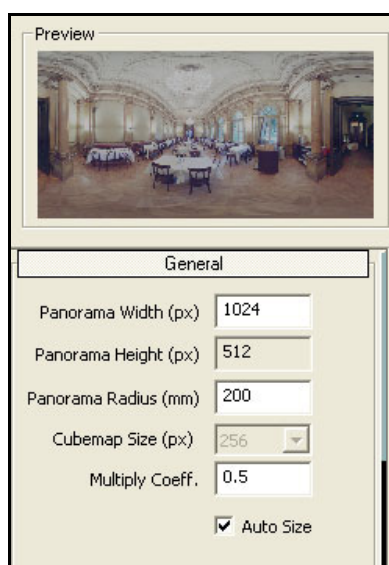 Preview
General
Panorama Width (px) 1024
Panorama Height (px) 512
Panorama Radius (mm) 200
Cubemap Size (px) 256
Multiply Coeff. 0.5
Auto Size